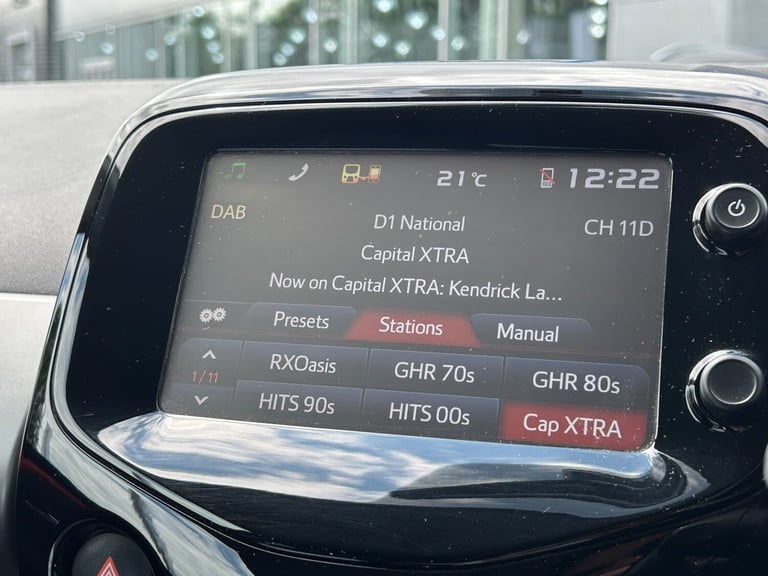 21°C 12:22
DAB D1 National CH 11D
Capital XTRA
Now on Capital XTRA: Kendrick La...
Presets Stations Manual
1/11
RXOasis GHR 70s GHR 80s
HITS 90s HITS 00s Cap XTRA